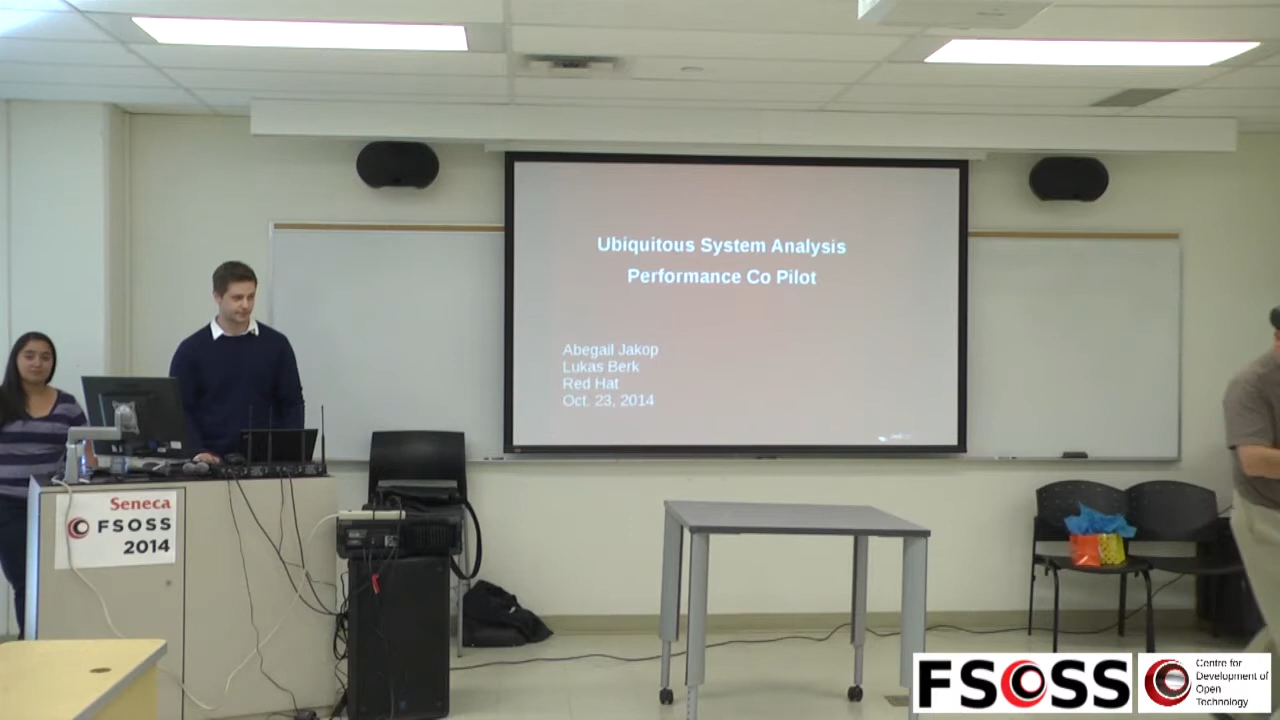 Ubiquitous System Analysis
Performance Co Pilot
Abegail Jakop
Lukas Berk
Red Hat
Oct. 23, 2014
Seneca
FSOSS
2014
FSOSS
Centre for
Development of
Open
Technology